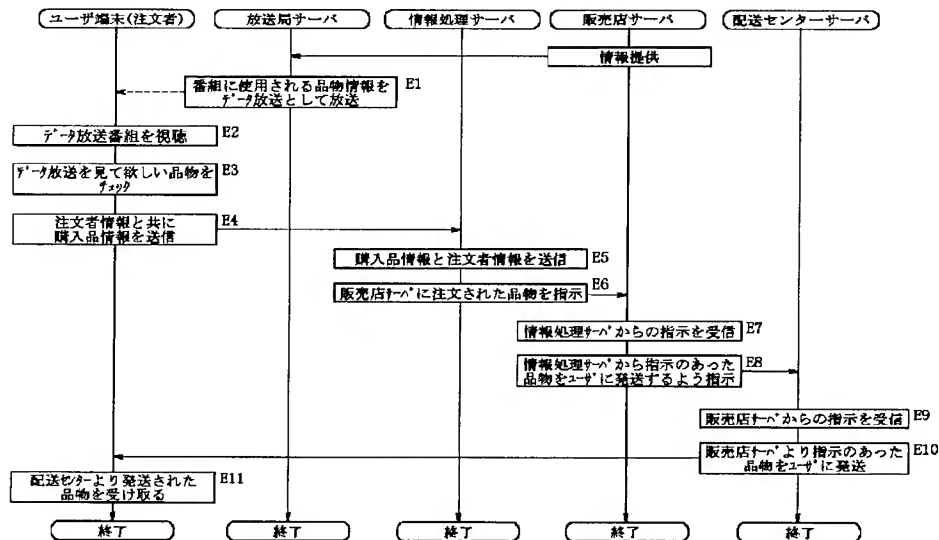 ユーザ端末(注文者)
放送局サーバ
情報処理サーバ
販売店サーバ
配送センターサーバ
情報提供
番組に使用される品物情報を
データ放送として放送
E1
データ放送番組を視聴
E2
データ放送を見て欲しい品物を
チェック
E3
注文者情報と共に
購入品情報を送信
E4
購入品情報と注文者情報を送信
E5
販売店サーバに注文された品物を指示
E6
情報処理サーバからの指示を受信
E7
情報処理サーバから指示のあった
品物をユーザに発送するよう指示
E8
販売店サーバからの指示を受信
E9
販売店サーバより指示のあった
品物をユーザに発送
E10
配送センターより発送された
品物を受け取る
E11
終了
終了
終了
終了
終了